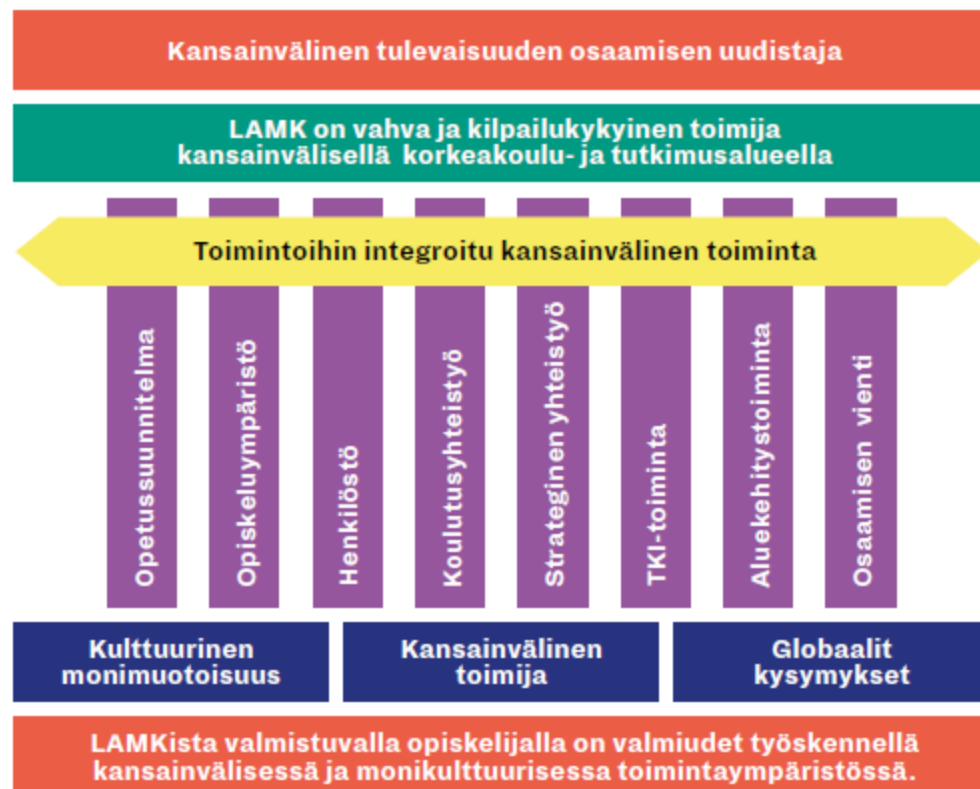 Kansainvälinen tulevaisuuden osaamisen uudistaja
LAMK on vahva ja kilpailukykyinen toimija
kansainvälisellä korkeakoulu- ja tutkimusalueella
Toimintoihin integroitu kansainvälinen toiminta
Opetussuunnitelma
Opiskeluympäristö
Henkilöstö
Koulutusyhteistyö
Strateginen yhteistyö
TKI-toiminta
Aluekehitystoiminta
Osaamisen vienti
Kulttuurinen
monimuotoisuus
Kansainvälinen
toimija
Globaalit
kysymykset
LAMKista valmistuvalla opiskelijalla on valmiudet työskennellä
kansainvälisessä ja monikulttuurisessa toimintaympäristössä.